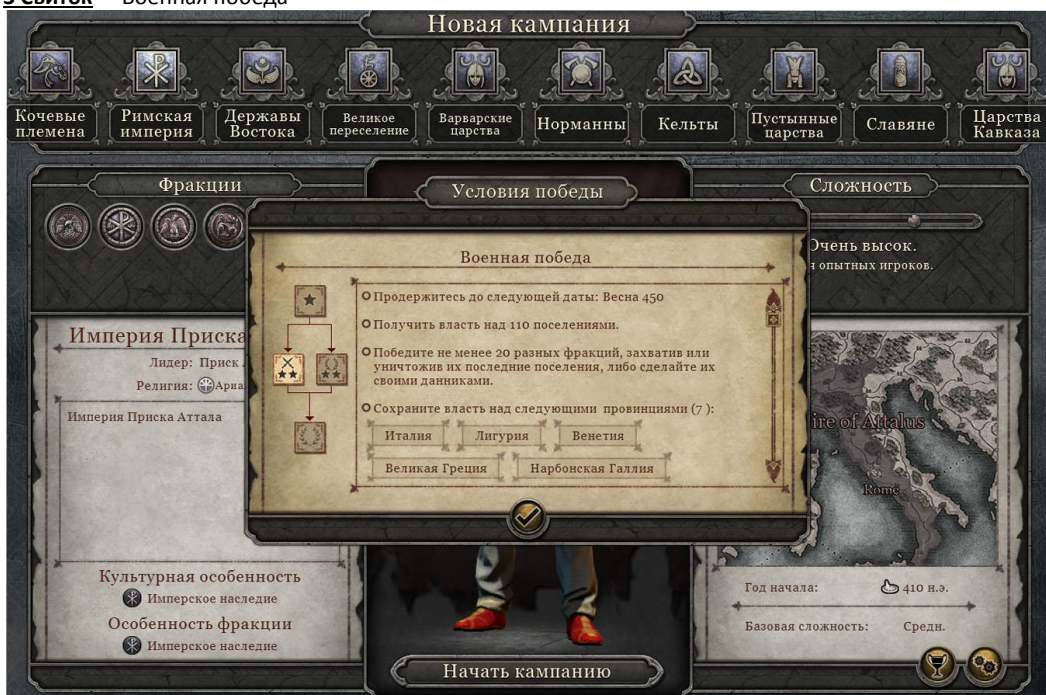 3 Свиток – Военная победа
Новая кампания
Кочевые
племена
Римская
империя
Державы
Востока
Великое
переселение
Варварские
царства
Норманны
Кельты
Пустынные
царства
Славяне
Царства
Кавказа
Фракции
Условия победы
Сложность
Очень высок.
опытных игроков.
Военная победа
Продержитесь до следующей даты: Весна 450
Получить власть над 110 поселениями.
Победите не менее 20 разных фракций, захватив или
уничтожив их последние поселения, либо сделайте их
своими данниками.
Сохраните власть над следующими провинциями (7 ):
Италия
Лигурия
Венетия
Великая Греция
Нарбонская Галлия
Империя Приска
Лидер: Приск
Религия:
Империя Приска Аттала
Культурная особенность
Имперское наследие
Особенность фракции
Имперское наследие
of Attalus
Rome
Год начала: 410 н.э.
Базовая сложность: Средн.
Начать кампанию